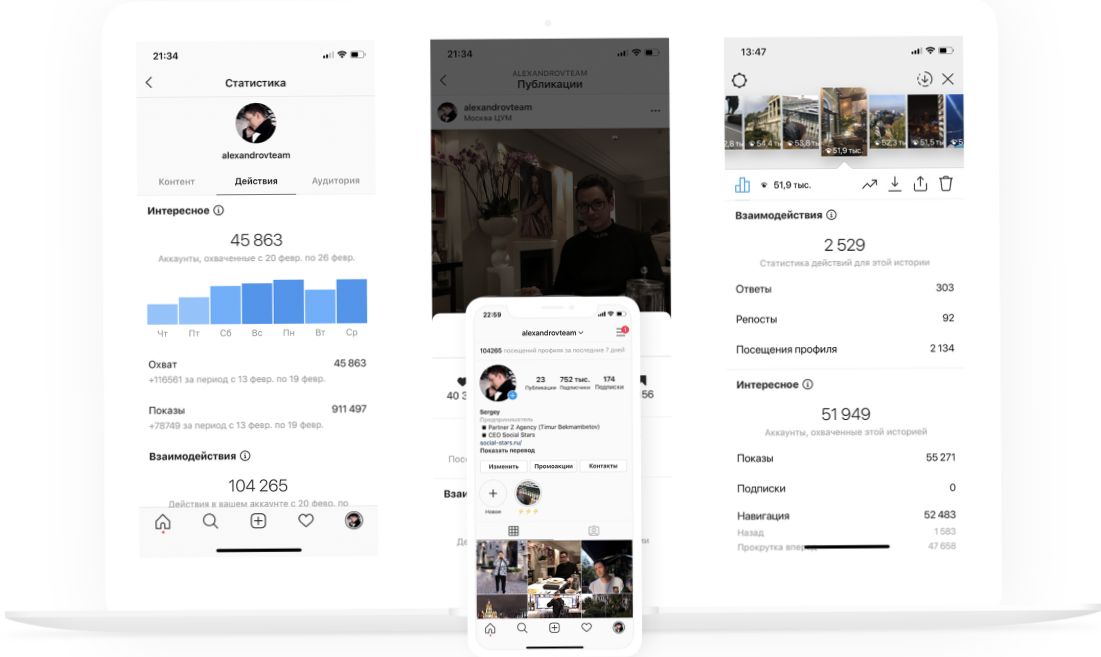 21:34
Статистика
alexandrovteam
Контент
Действия
Аудитория
Интересное
45 863
Аккаунты, охваченные с 20 февр. по 26 февр.
Чт
Пт
Сб
Вс
Пн
Вт
Ср
Охват
45 863
+116561 за период с 13 февр. по 19 февр.
Показы
911 497
+78749 за период с 13 февр. по 19 февр.
Взаимодействия
104 265
Действия в вашем аккаунте с 20 февр. по
21:34
ALEXANDROVTEAM
Публикации
alexandrovteam
Москва ЦУМ
40 3
56
Пос
Взаи
Де
22:59
alexandrovteam
1
104265 посещений профиля за последние 7 дней
23
752 тыс.
174
Публикации
Подписчики
Подписки
Sergey
Предприниматель
Partner Z Agency (Timur Bekmambetov)
CEO Social Stars
social-stars.ru/
Показать перевод
Изменить
Промоакции
Контакты
Новое
13:47
54,4 ты
53,8 ты
51,9 тыс.
52,3 т
51,5 ты
51,9 тыс.
Взаимодействия
2 529
Статистика действий для этой истории
Ответы
303
Репосты
92
Посещения профиля
2 134
Интересное
51 949
Аккаунты, охваченные этой историей
Показы
55 271
Подписки
0
Навигация
52 483
Назад
1 583
Прокрутка вперед
47 658